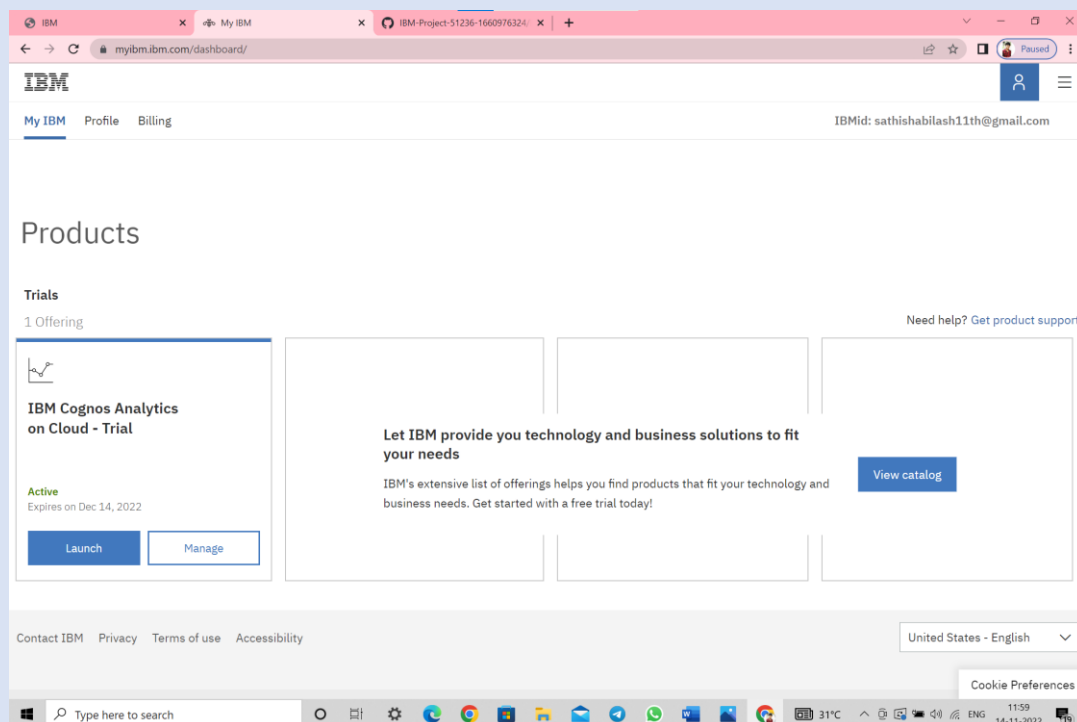 IBM
My IBM
IBM-Project-51236-1660976324/
myibm.ibm.com/dashboard/
Paused
IBM
My IBM Profile Billing
IBMid: sathishabilash11th@gmail.com
Products
Trials
1 Offering
Need help? Get product support
IBM Cognos Analytics
on Cloud - Trial
Active
Expires on Dec 14, 2022
Launch
Manage
Let IBM provide you technology and business solutions to fit
your needs
IBM's extensive list of offerings helps you find products that fit your technology and
business needs. Get started with a free trial today!
View catalog
Contact IBM Privacy Terms of use Accessibility
United States - English
Cookie Preferences
Type here to search
31°C
ENG
11:59
14-11-2022
19